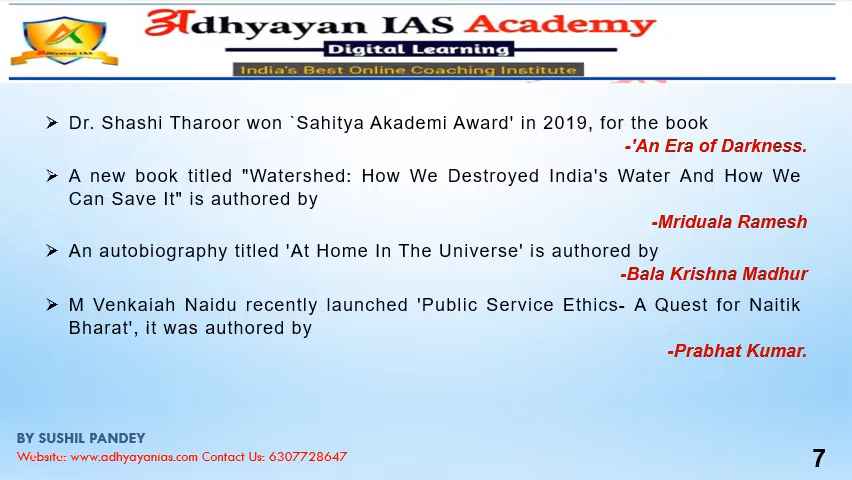 अdhyayan IAS Academy
Digital Learning
India's Best Online Coaching Institute
Adhyayan IAS
➢ Dr. Shashi Tharoor won `Sahitya Akademi Award' in 2019, for the book
-'An Era of Darkness.
➢ A new book titled "Watershed: How We Destroyed India's Water And How We
Can Save It" is authored by
-Mriduala Ramesh
➢ An autobiography titled 'At Home In The Universe' is authored by
-Bala Krishna Madhur
➢ M Venkaiah Naidu recently launched 'Public Service Ethics- A Quest for Naitik
Bharat', it was authored by
-Prabhat Kumar.
BY SUSHIL PANDEY
Website: www.adhyayanias.com Contact Us: 6307728647
7